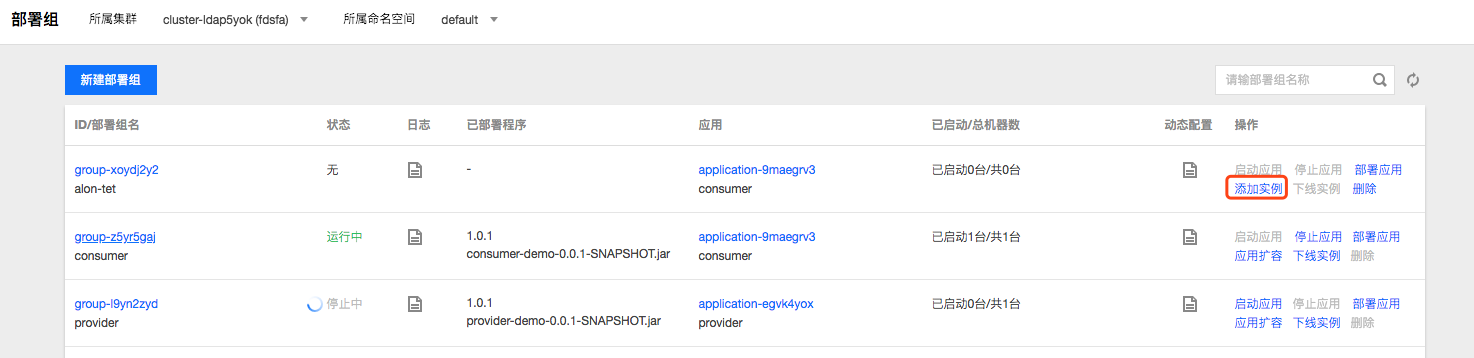 部署组 所属集群 cluster-ldap5yok (fdsfa) 所属命名空间 default
新建部署组 请输部署组名称
ID/部署组名 状态 日志 已部署程序 应用 已启动/总机器数 动态配置 操作
group-xoydj2y2 无 - application-9maegrv3 已启动0台/共0台 启动应用 停止应用 部署应用
alon-tet consumer 添加实例 下线实例 删除
group-z5yr5gaj 运行中 1.0.1 application-9maegrv3 已启动1台/共1台 启动应用 停止应用 部署应用
consumer consumer-demo-0.0.1-SNAPSHOT.jar consumer 应用扩容 下线实例 删除
group-l9yn2zyd 停止中 1.0.1 application-egvk4yox 已启动0台/共1台 启动应用 停止应用 部署应用
provider provider-demo-0.0.1-SNAPSHOT.jar provider 应用扩容 下线实例 删除